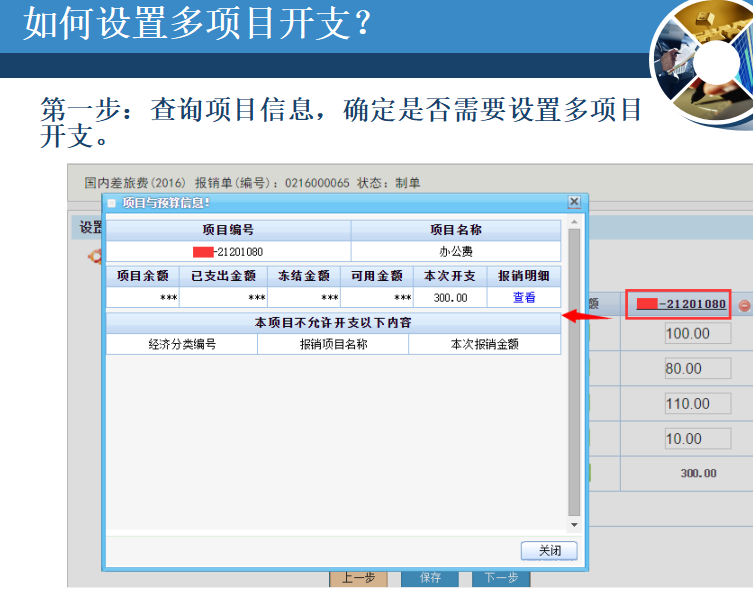 如何设置多项目开支？
第一步：查询项目信息，确定是否需要设置多项目
开支。
国内差旅费(2016) 报销单(编号)：0216000065 状态：制单
设置
项目与预算信息!
项目编号 项目名称
-21201080 办公费
项目余额 已支出金额 冻结金额 可用金额 本次开支 报销明细
*** *** *** *** 300.00 查看
本项目不允许开支以下内容
经济分类编号 报销项目名称 本次报销金额
额 -21201080
100.00
80.00
110.00
10.00
300.00
关闭
上一步 保存 下一步